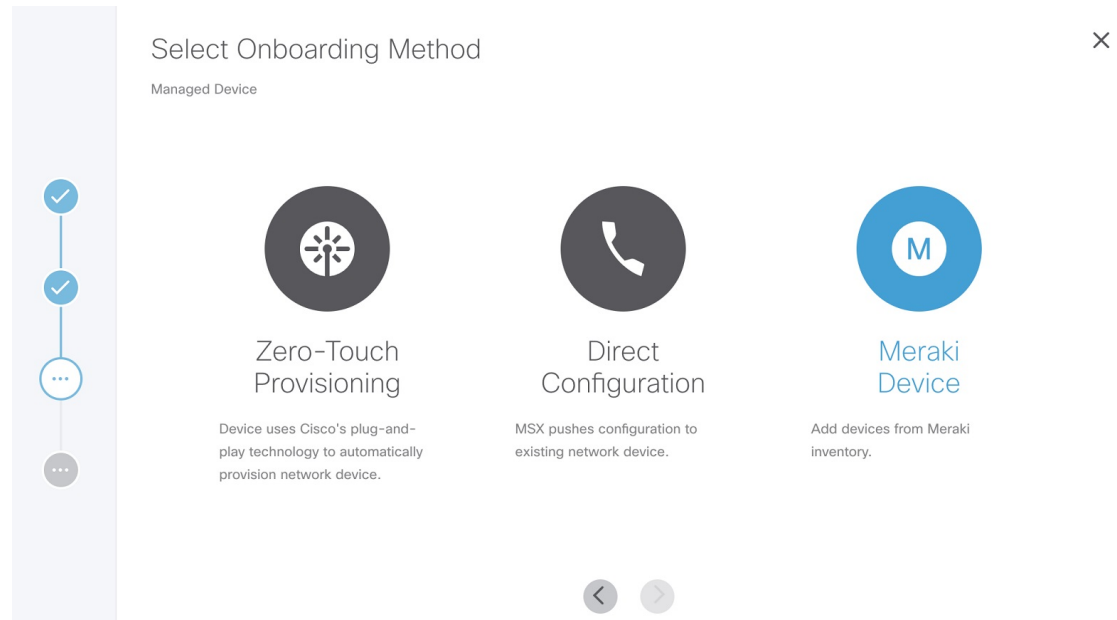 Select Onboarding Method
Managed Device
Zero-Touch
Provisioning
Device uses Cisco's plug-and-
play technology to automatically
provision network device.
Direct
Configuration
MSX pushes configuration to
existing network device.
M
Meraki
Device
Add devices from Meraki
inventory.